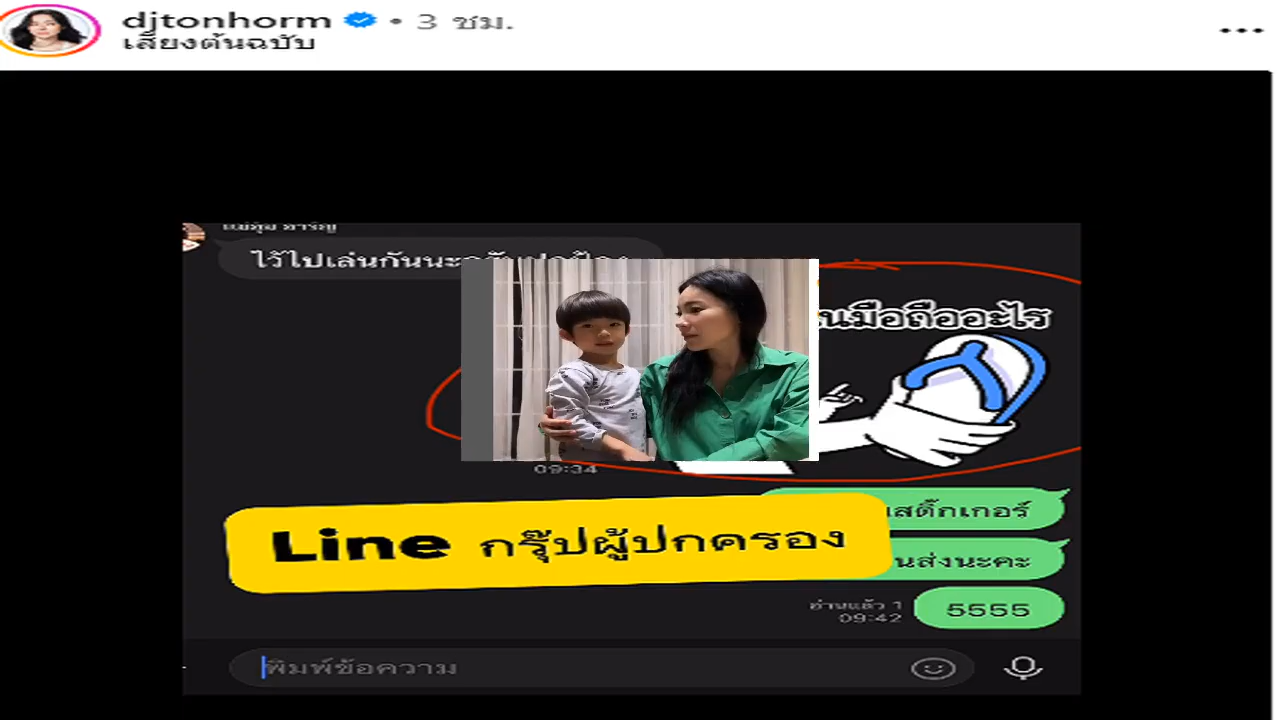 djtonhorm • 3 ชม.
เสียงต้นฉบับ
ไว้ไปเล่นกันนะ
นมือถืออะไร
09:34
สติ๊กเกอร์
Line กรุ๊ปผู้ปกครอง
นส่งนะคะ
อ่านแล้ว 1
09:42
5555
พิมพ์ข้อความ